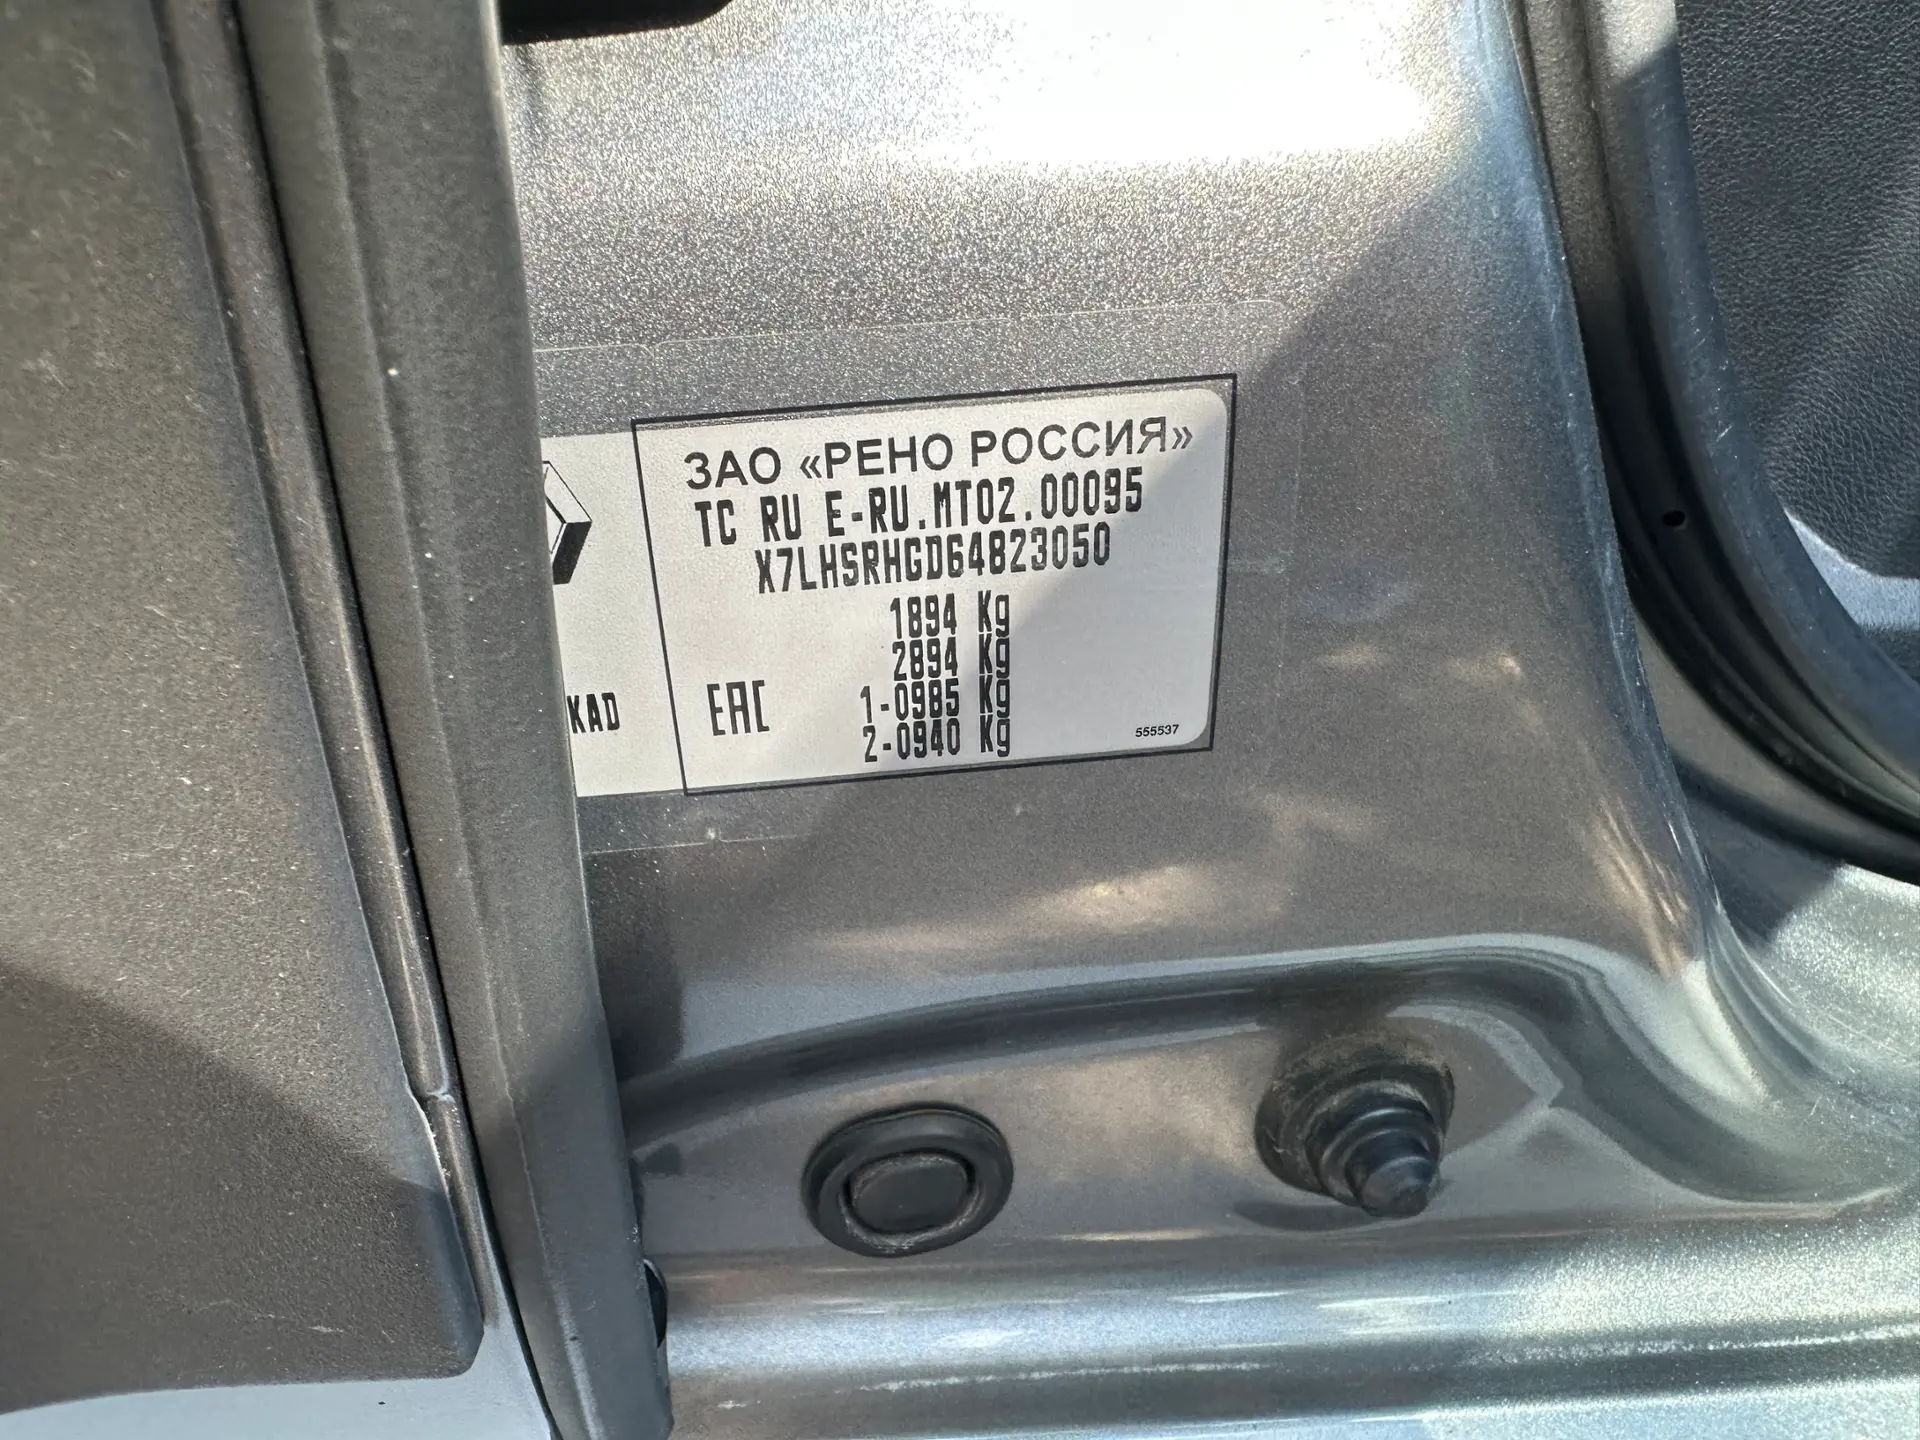 ЗАО «РЕНО РОССИЯ»
TC RU E-RU.MT02.00095
X7LHSRHGD64823050
1894 Kg
2894 Kg
1-0985 Kg
2-0940 Kg
EAC
555537
KAD